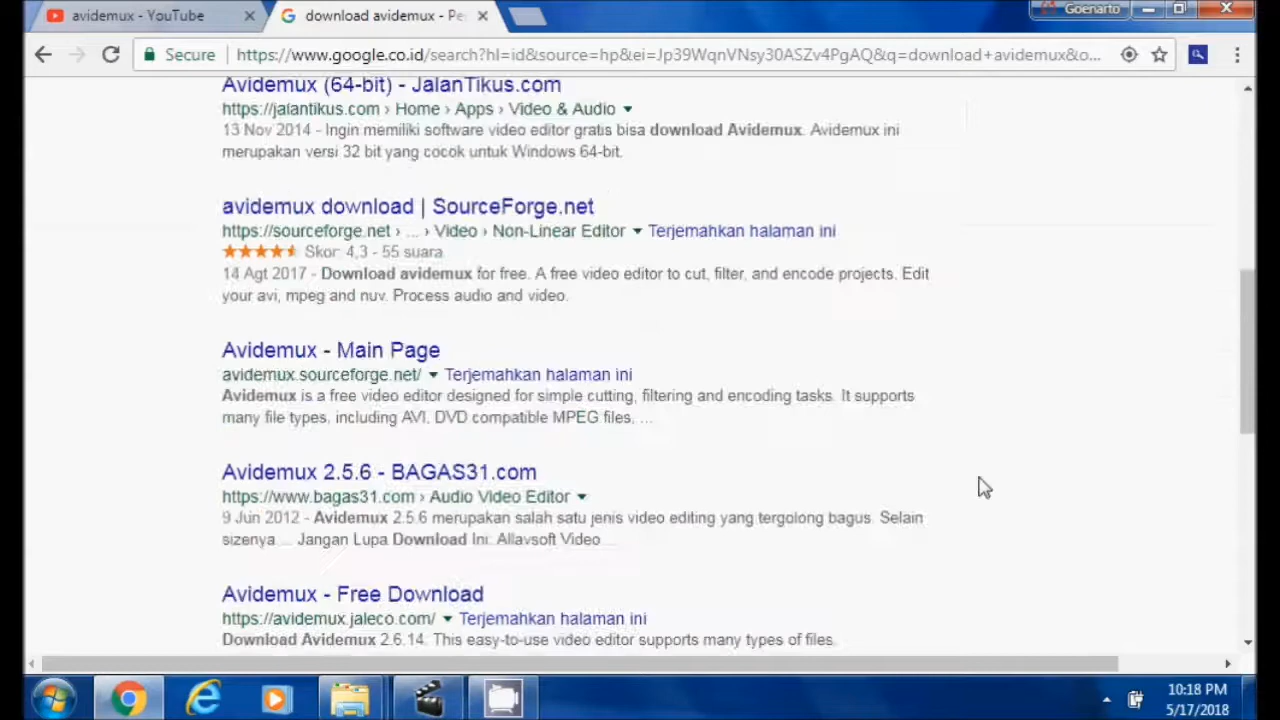 avidemux - YouTube
download avidemux - Pe
Goenarto
Secure
https://www.google.co.id/search?hl=id&source=hp&ei=Jp39WqnVNsy30ASZv4PgAQ&q=download+avidemux&o...
Avidemux (64-bit) - JalanTikus.com
https://jalantikus.com › Home › Apps › Video & Audio
13 Nov 2014 - Ingin memiliki software video editor gratis bisa download Avidemux. Avidemux ini
merupakan versi 32 bit yang cocok untuk Windows 64-bit.
avidemux download | SourceForge.net
https://sourceforge.net › ... › Video › Non-Linear Editor Terjemahkan halaman ini
Skor: 4,3 - 55 suara
14 Agt 2017 - Download avidemux for free. A free video editor to cut, filter, and encode projects. Edit
your avi, mpeg and nuv. Process audio and video.
Avidemux - Main Page
avidemux.sourceforge.net/ Terjemahkan halaman ini
Avidemux is a free video editor designed for simple cutting, filtering and encoding tasks. It supports
many file types, including AVI, DVD compatible MPEG files, ...
Avidemux 2.5.6 - BAGAS31.com
https://www.bagas31.com › Audio Video Editor
9 Jun 2012 - Avidemux 2.5.6 merupakan salah satu jenis video editing yang tergolong bagus. Selain
sizenya ... Jangan Lupa Download Ini: Allavsoft Video ...
Avidemux - Free Download
https://avidemux.jaleco.com/ Terjemahkan halaman ini
Download Avidemux 2.6.14. This easy-to-use video editor supports many types of files.
10:18 PM
5/17/2018